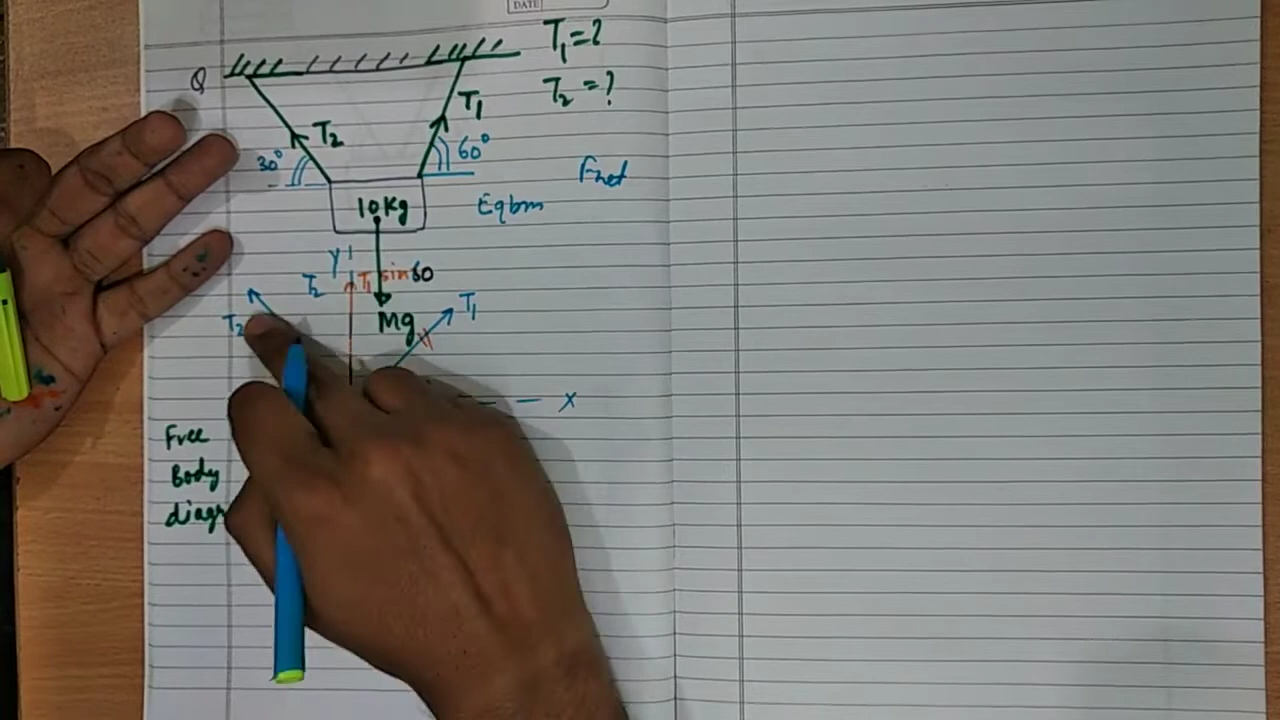 DATE
T₁=?
Q
T₂ =?
T₁
T₂
30°
60°
Fnet
10Kg
Eqbm
Y
T₂ T₁ sin60
T₁
T₂
Mg
X
Free
Body